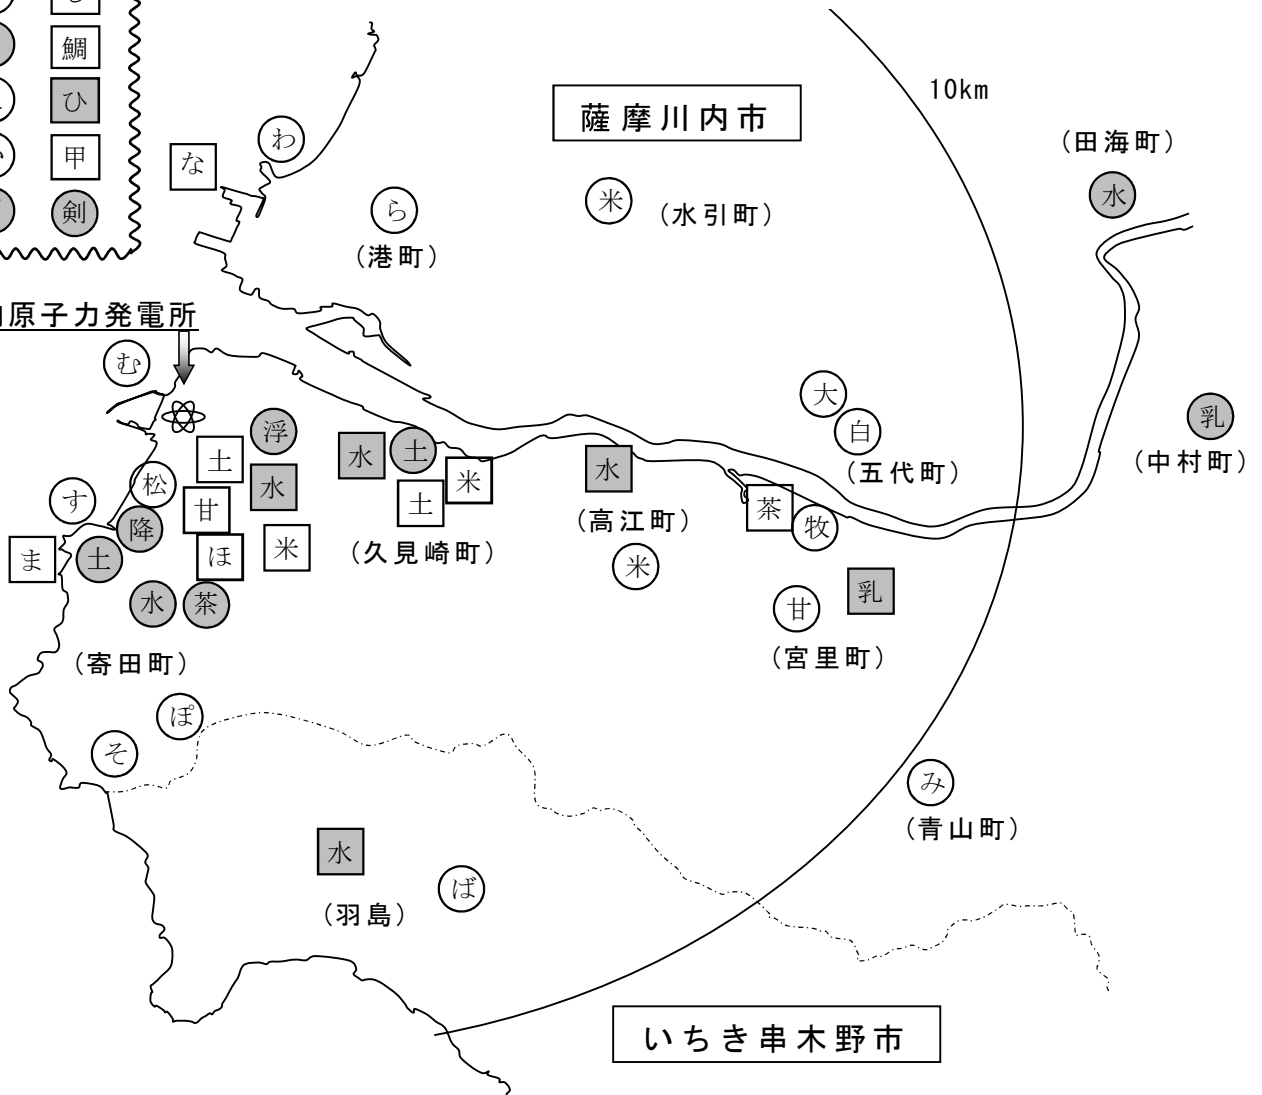 鯛
ひ
甲
剣
10km
薩摩川内市
（田海町）
水
わ
な
ら
（港町）
米
（水引町）
原子力発電所
む
大
白
（五代町）
乳
（中村町）
浮
土
水
松
甘
す
降
ほ
米
ま
土
水
茶
（寄田町）
水
土
土
米
（久見崎町）
水
（高江町）
米
茶
牧
甘
乳
（宮里町）
ぽ
そ
み
（青山町）
水
ば
（羽島）
いちき串木野市